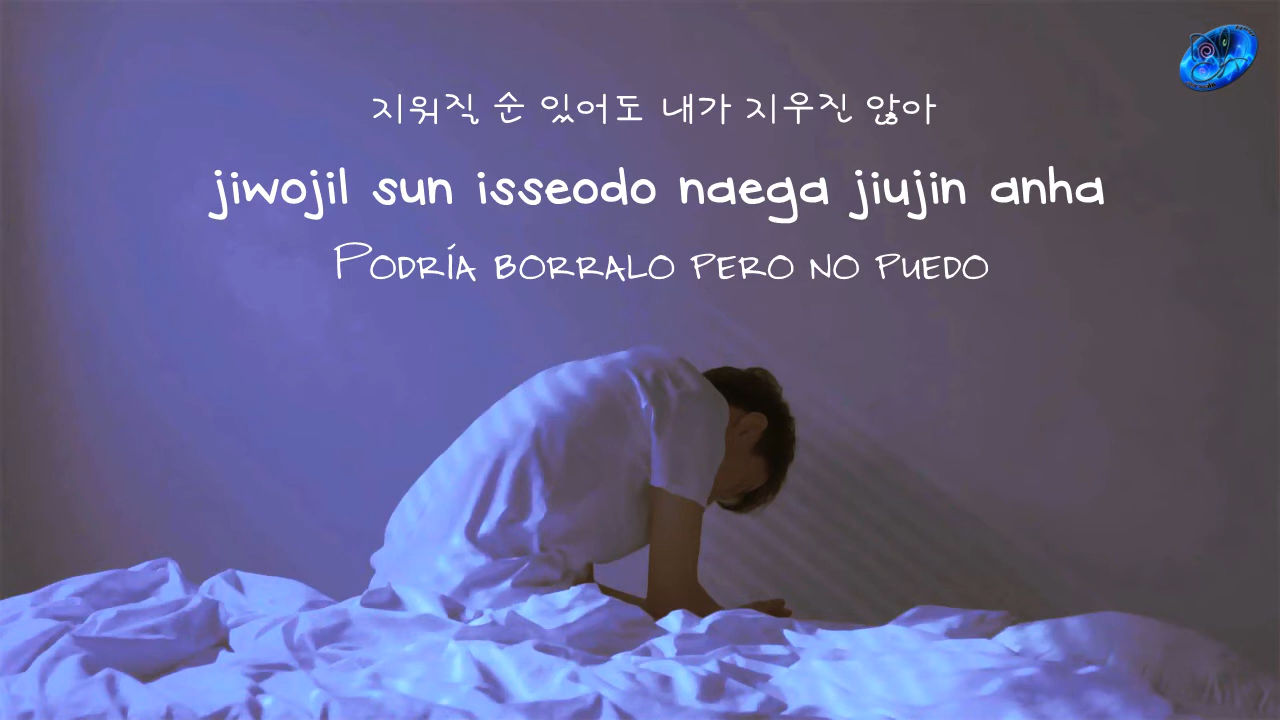 지워질 순 있어도 내가 지우진 않아
jiwojil sun isseodo naega jiujin anha
Podría borralo pero no puedo